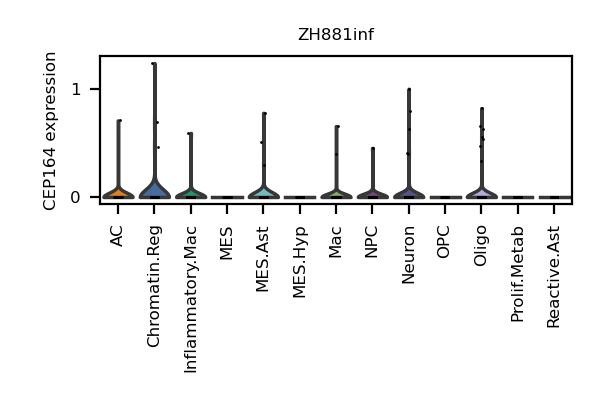 ZH881inf
CEP164 expression
1
0
AC
Chromatin.Reg
Inflammatory.Mac
MES
MES.Ast
MES.Hyp
Mac
NPC
Neuron
OPC
Oligo
Prolif.Metab
Reactive.Ast